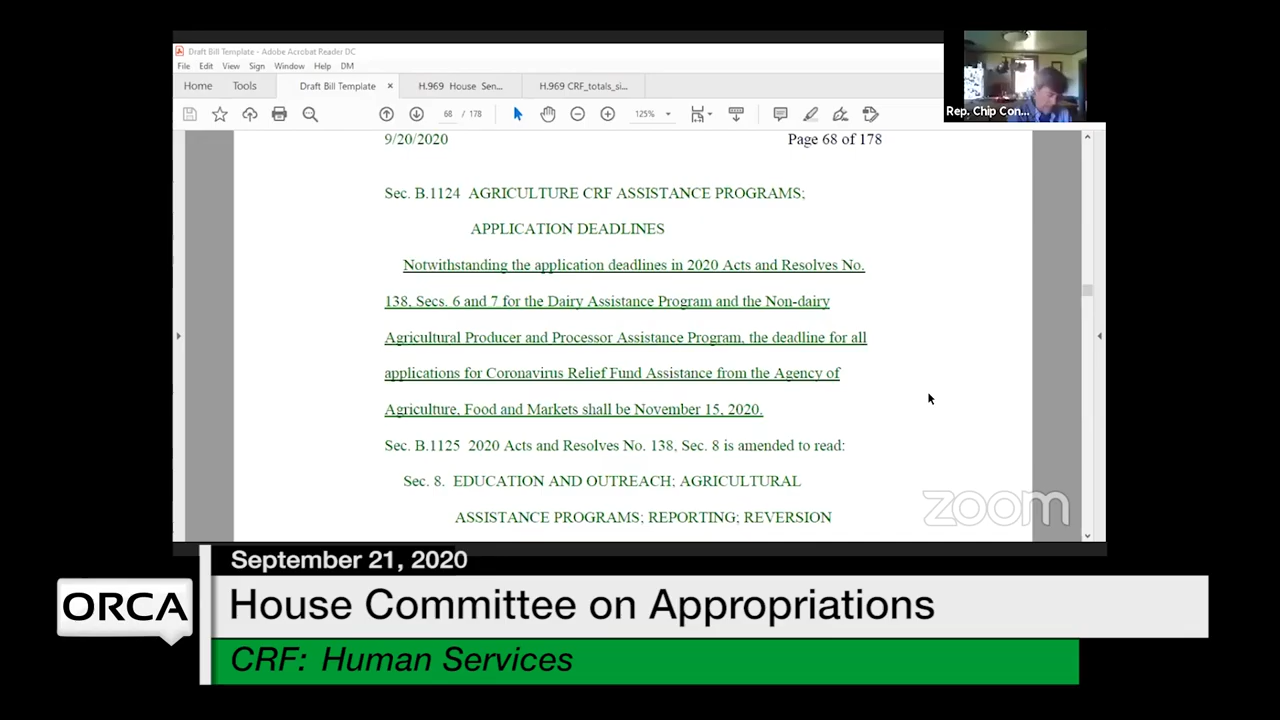 Draft Bill Template - Adobe Acrobat Reader DC
File Edit View Sign Window Help DM
Home Tools Draft Bill Template × H.969 House Sen... H.969 CRF_totals_si...
68 / 178 125%
Rep. Chip Con...
9/20/2020 Page 68 of 178
Sec. B.1124 AGRICULTURE CRF ASSISTANCE PROGRAMS;
APPLICATION DEADLINES
Notwithstanding the application deadlines in 2020 Acts and Resolves No.
138, Secs. 6 and 7 for the Dairy Assistance Program and the Non-dairy
Agricultural Producer and Processor Assistance Program, the deadline for all
applications for Coronavirus Relief Fund Assistance from the Agency of
Agriculture, Food and Markets shall be November 15, 2020.
Sec. B.1125 2020 Acts and Resolves No. 138, Sec. 8 is amended to read:
Sec. 8. EDUCATION AND OUTREACH; AGRICULTURAL
ASSISTANCE PROGRAMS; REPORTING; REVERSION
zoom
September 21, 2020
ORCA
House Committee on Appropriations
CRF: Human Services